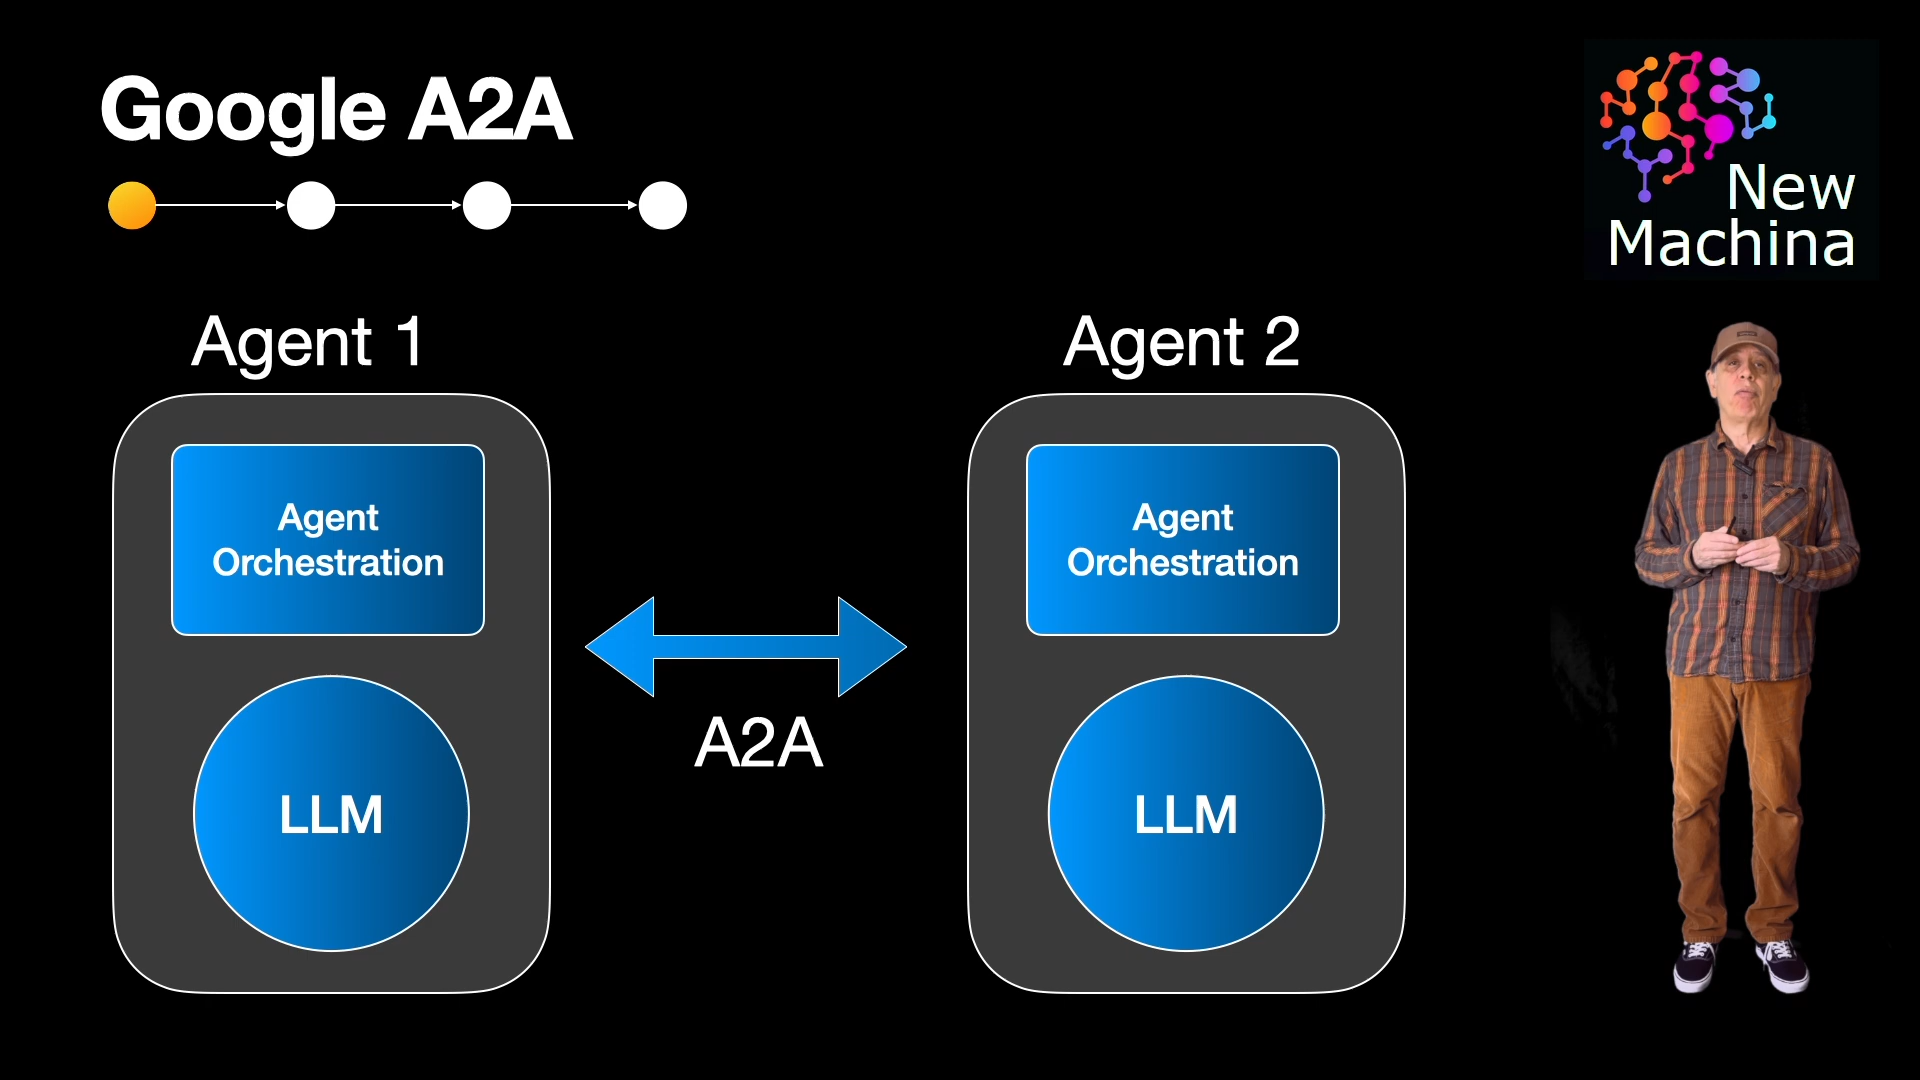 Google A2A
New
Machina
Agent 1
Agent 2
Agent
Orchestration
Agent
Orchestration
A2A
LLM
LLM